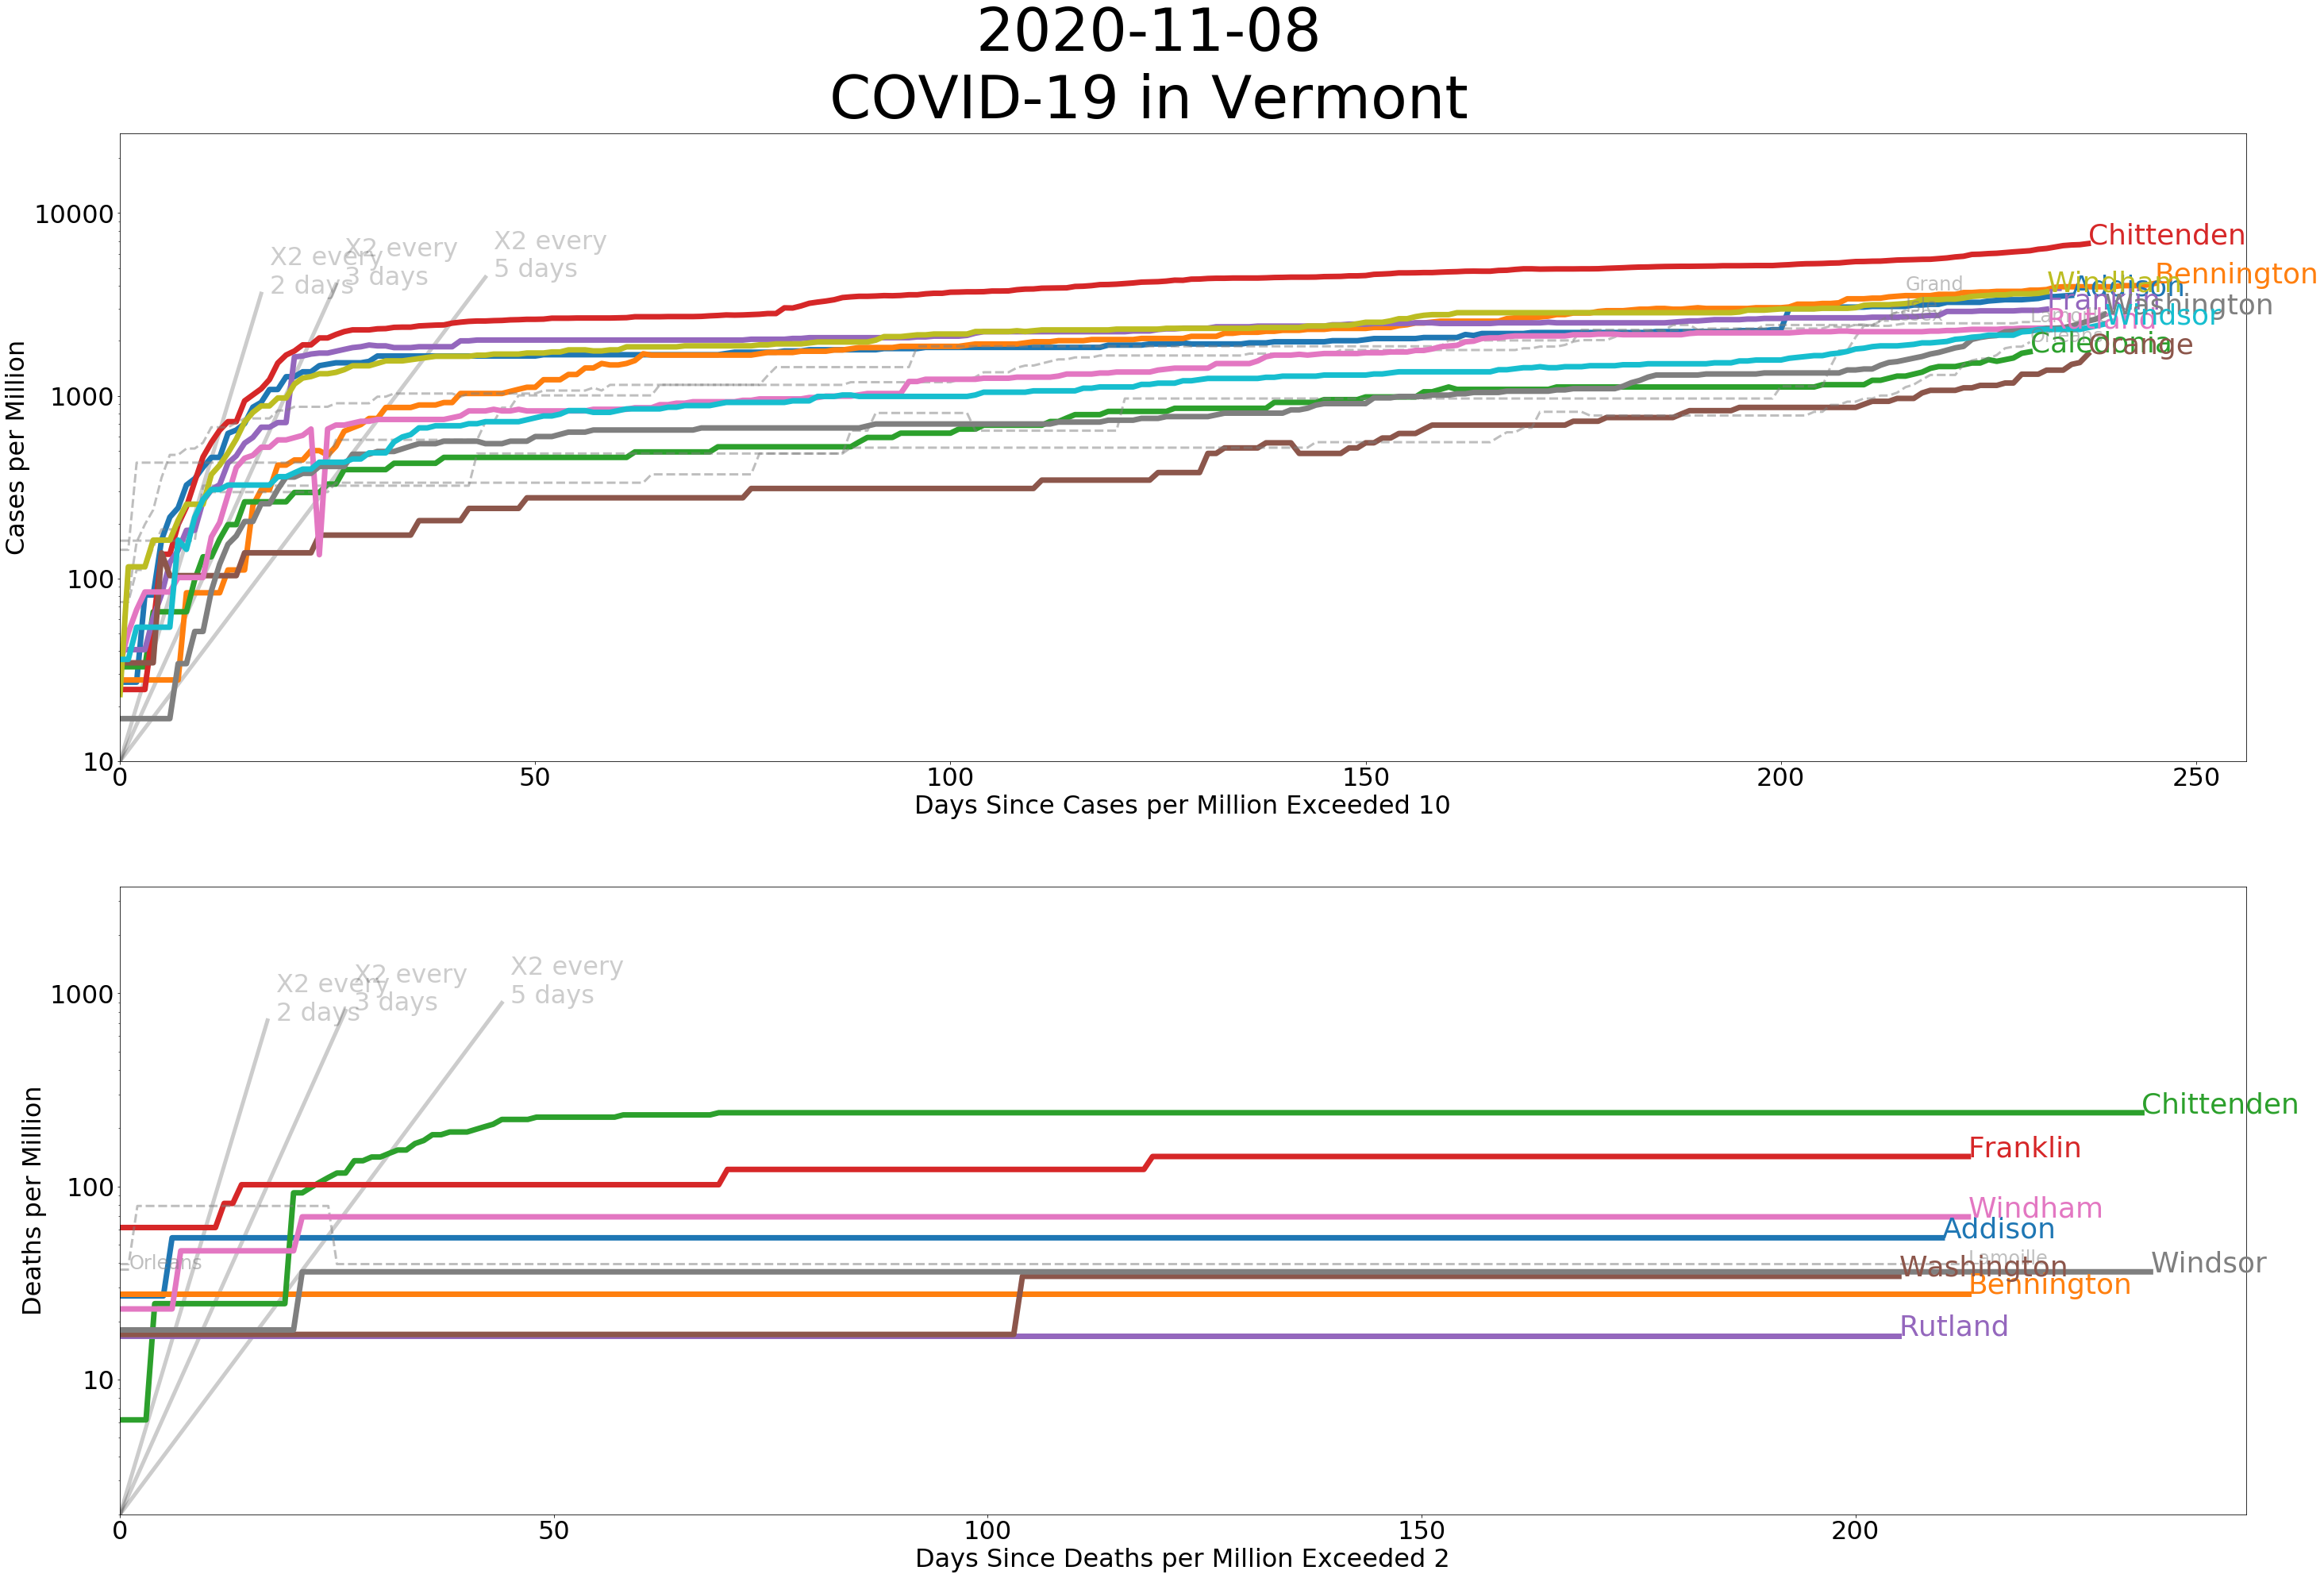 2020-11-08
COVID-19 in Vermont
Cases per Million
10000
1000
100
10
X2 every
2 days
X2 every
3 days
X2 every
5 days
Chittenden
Bennington
Windham
Addison
Grand
Franklin
Washington
Windsor
Rutland
Caledonia
Orange
0
50
100
150
200
250
Days Since Cases per Million Exceeded 10
Deaths per Million
1000
100
10
X2 every
2 days
X2 every
3 days
X2 every
5 days
Chittenden
Franklin
Windham
Addison
Lamoille
Orleans
Washington
Windsor
Bennington
Rutland
0
50
100
150
200
Days Since Deaths per Million Exceeded 2